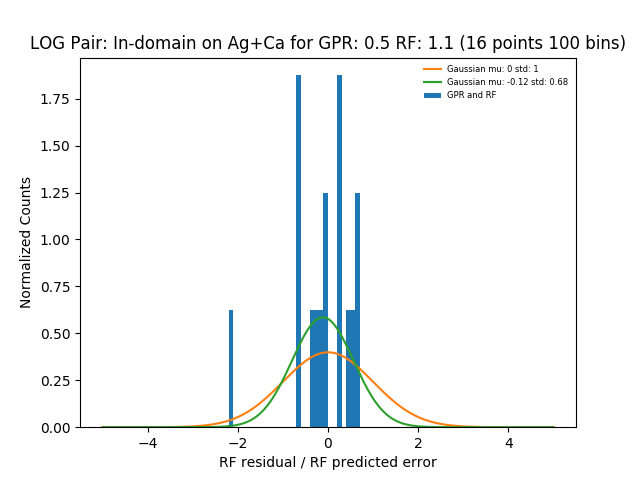 LOG Pair: In-domain on Ag+Ca for GPR: 0.5 RF: 1.1 (16 points 100 bins)
Gaussian mu: 0 std: 1
Gaussian mu: -0.12 std: 0.68
GPR and RF
Normalized Counts
1.75
1.50
1.25
1.00
0.75
0.50
0.25
0.00
−4
−2
0
2
4
RF residual / RF predicted error